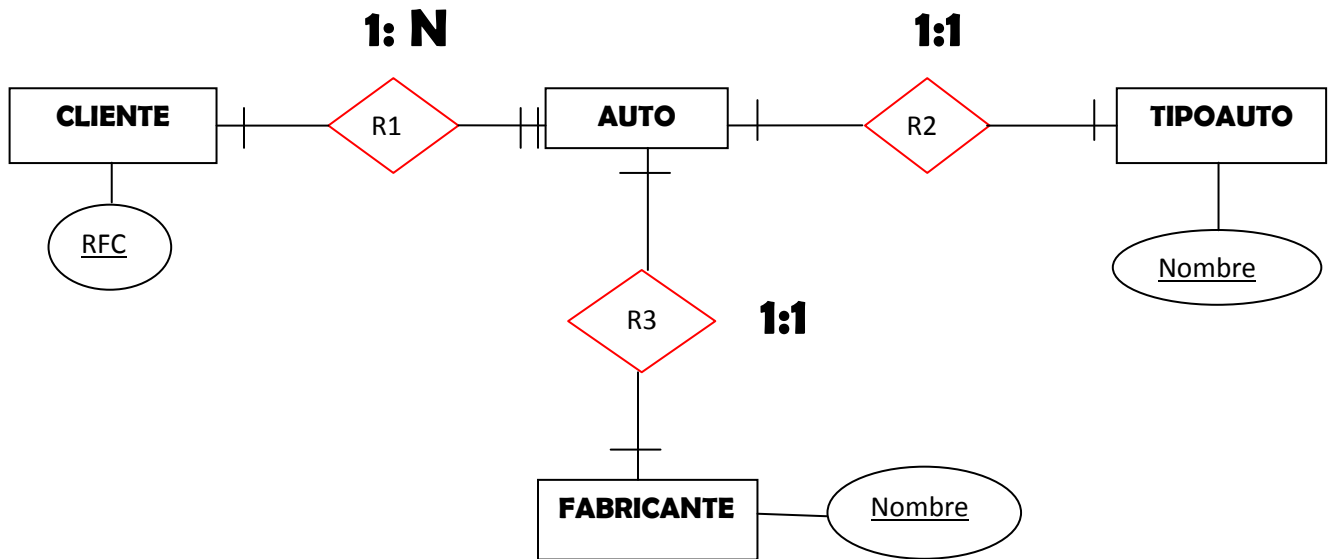 1: N
1:1
CLIENTE
R1
AUTO
R2
TIPOAUTO
RFC
Nombre
R3
1:1
FABRICANTE
Nombre